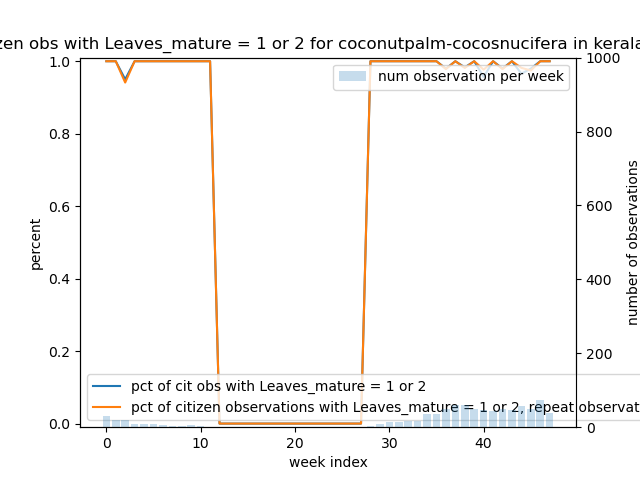 zen obs with Leaves_mature = 1 or 2 for coconutpalm-cocosnucifera in kerala
num observation per week
1.0
0.8
0.6
0.4
0.2
0.0
percent
1000
800
600
400
200
0
number of observations
pct of cit obs with Leaves_mature = 1 or 2
pct of citizen observations with Leaves_mature = 1 or 2, repeat observat
0 10 20 30 40
week index